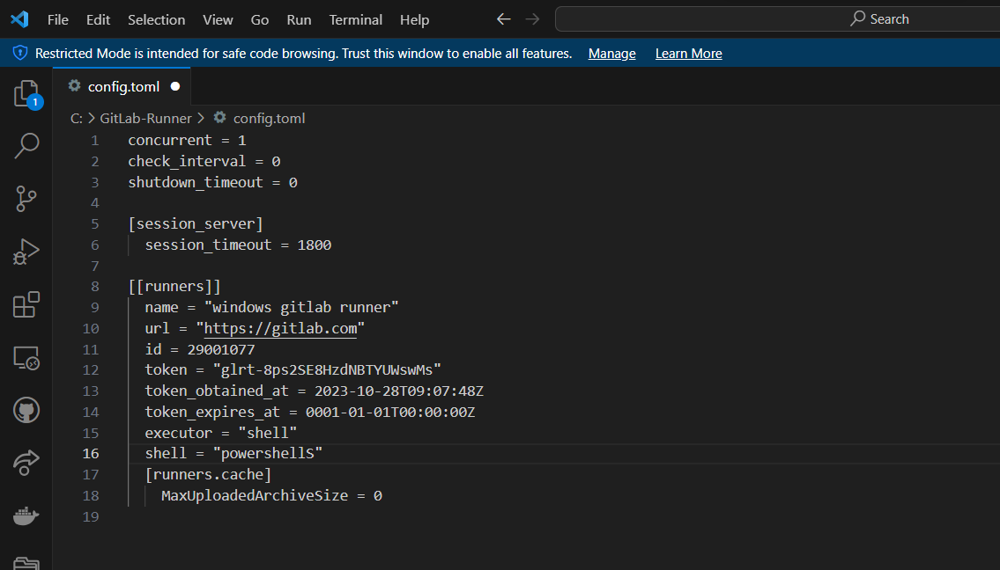 File Edit Selection View Go Run Terminal Help Search
Restricted Mode is intended for safe code browsing. Trust this window to enable all features. Manage Learn More
config.toml
1
C: > GitLab-Runner > config.toml
1 concurrent = 1
2 check_interval = 0
3 shutdown_timeout = 0
4
5 [session_server]
6 session_timeout = 1800
7
8 [[runners]]
9 name = "windows gitlab runner"
10 url = "https://gitlab.com"
11 id = 29001077
12 token = "glrt-8ps2SE8HzdNBTYUWswMs"
13 token_obtained_at = 2023-10-28T09:07:48Z
14 token_expires_at = 0001-01-01T00:00:00Z
15 executor = "shell"
16 shell = "powershellS"
17 [runners.cache]
18 MaxUploadedArchiveSize = 0
19